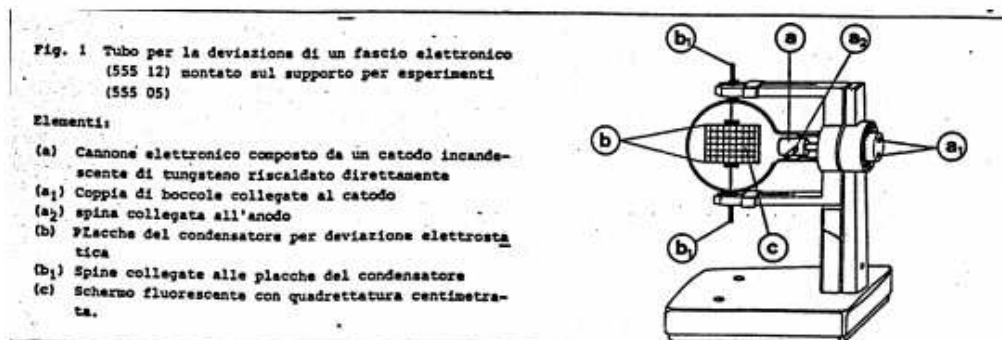 Fig. 1 Tubo per la deviazione di un fascio elettronico
(555 12) montato sul supporto per esperimenti
(555 05)
Elementi:
(a) Cannone elettronico composto da un catodo incande-
scente di tungsteno riscaldato direttamente
(a1) Coppia di boccole collegate al catodo
(a2) spina collegata all'anodo
(b) Placche del condensatore per deviazione elettrosta
tica
(b1) Spine collegate alle placche del condensatore
(c) Schermo fluorescente con quadrettatura centimetra-
ta.
b1 a a2
b a1
b1 c